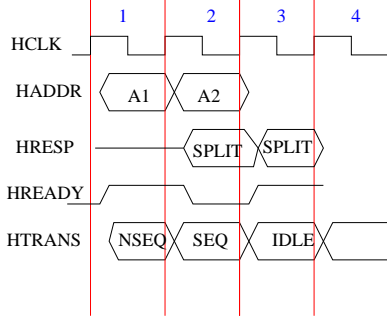 1 2 3 4
HCLK
HADDR A1 A2
HRESP SPLIT SPLIT
HREADY
HTRANS NSEQ SEQ IDLE